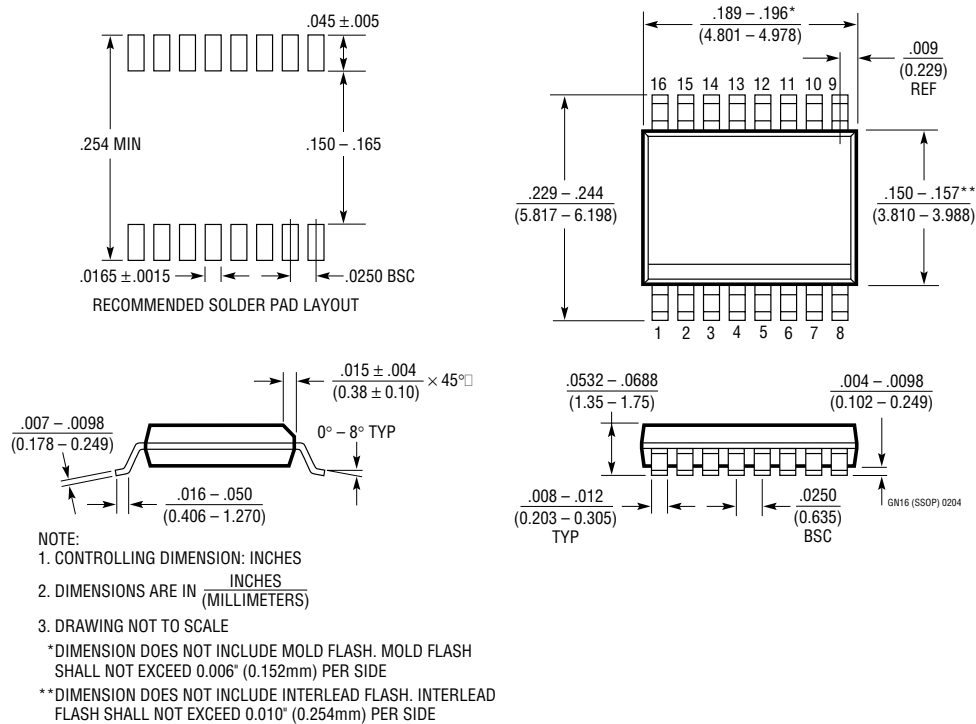 .045 ±.005
.254 MIN
.150 – .165
.0165 ±.0015
.0250 BSC
RECOMMENDED SOLDER PAD LAYOUT
.189 – .196*
(4.801 – 4.978)
.009
(0.229)
REF
16 15 14 13 12 11 10 9
.229 – .244
(5.817 – 6.198)
.150 – .157**
(3.810 – 3.988)
1 2 3 4 5 6 7 8
.015 ± .004
(0.38 ± 0.10)
× 45°□
.007 – .0098
(0.178 – 0.249)
0° – 8° TYP
.016 – .050
(0.406 – 1.270)
.0532 – .0688
(1.35 – 1.75)
.004 – .0098
(0.102 – 0.249)
.008 – .012
(0.203 – 0.305)
TYP
.0250
(0.635)
BSC
GN16 (SSOP) 0204
NOTE:
1. CONTROLLING DIMENSION: INCHES
2. DIMENSIONS ARE IN INCHES
(MILLIMETERS)
3. DRAWING NOT TO SCALE
*DIMENSION DOES NOT INCLUDE MOLD FLASH. MOLD FLASH
SHALL NOT EXCEED 0.006" (0.152mm) PER SIDE
**DIMENSION DOES NOT INCLUDE INTERLEAD FLASH. INTERLEAD
FLASH SHALL NOT EXCEED 0.010" (0.254mm) PER SIDE